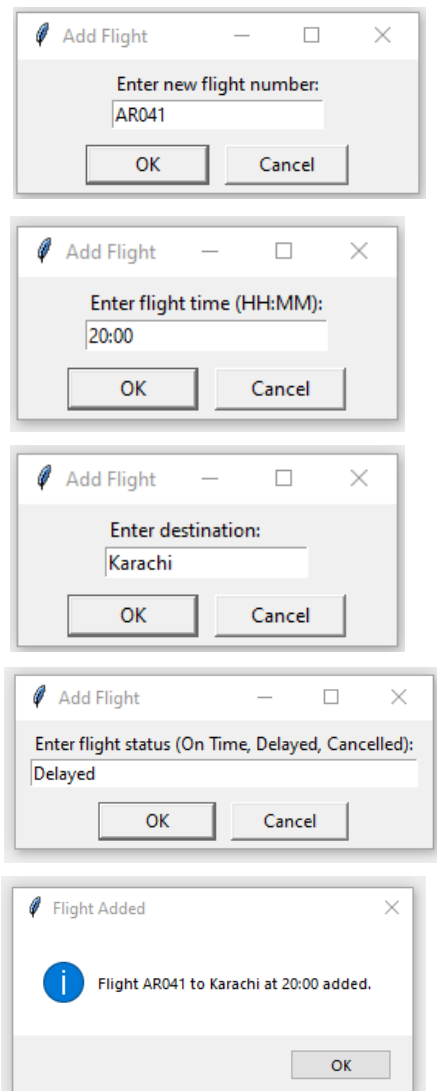 Add Flight
Enter new flight number:
AR041
OK Cancel
Add Flight
Enter flight time (HH:MM):
20:00
OK Cancel
Add Flight
Enter destination:
Karachi
OK Cancel
Add Flight
Enter flight status (On Time, Delayed, Cancelled):
Delayed
OK Cancel
Flight Added
Flight AR041 to Karachi at 20:00 added.
OK